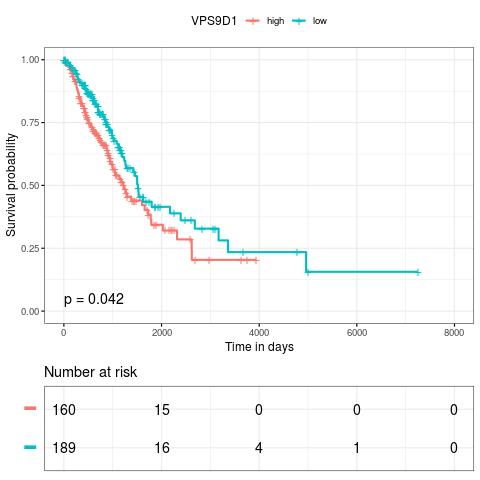 VPS9D1 high low
Survival probability
1.00
0.75
0.50
0.25
0.00
p = 0.042
0 2000 4000 6000 8000
Time in days
Number at risk
160 15 0 0 0
189 16 4 1 0